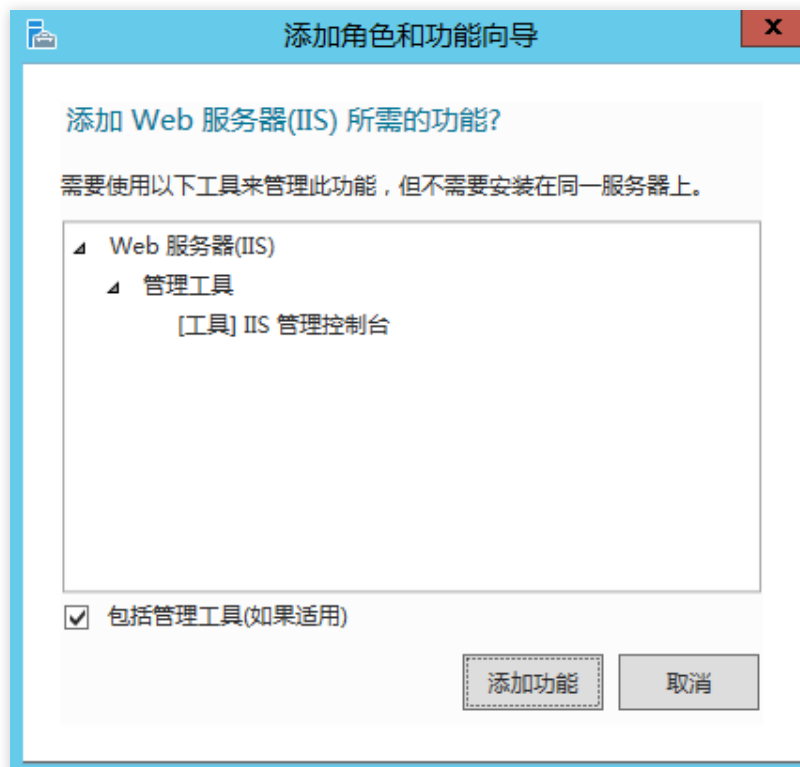 添加角色和功能向导
x
添加 Web 服务器(IIS) 所需的功能?
需要使用以下工具来管理此功能，但不需要安装在同一服务器上。
Web 服务器(IIS)
管理工具
[工具] IIS 管理控制台
包括管理工具(如果适用)
添加功能
取消